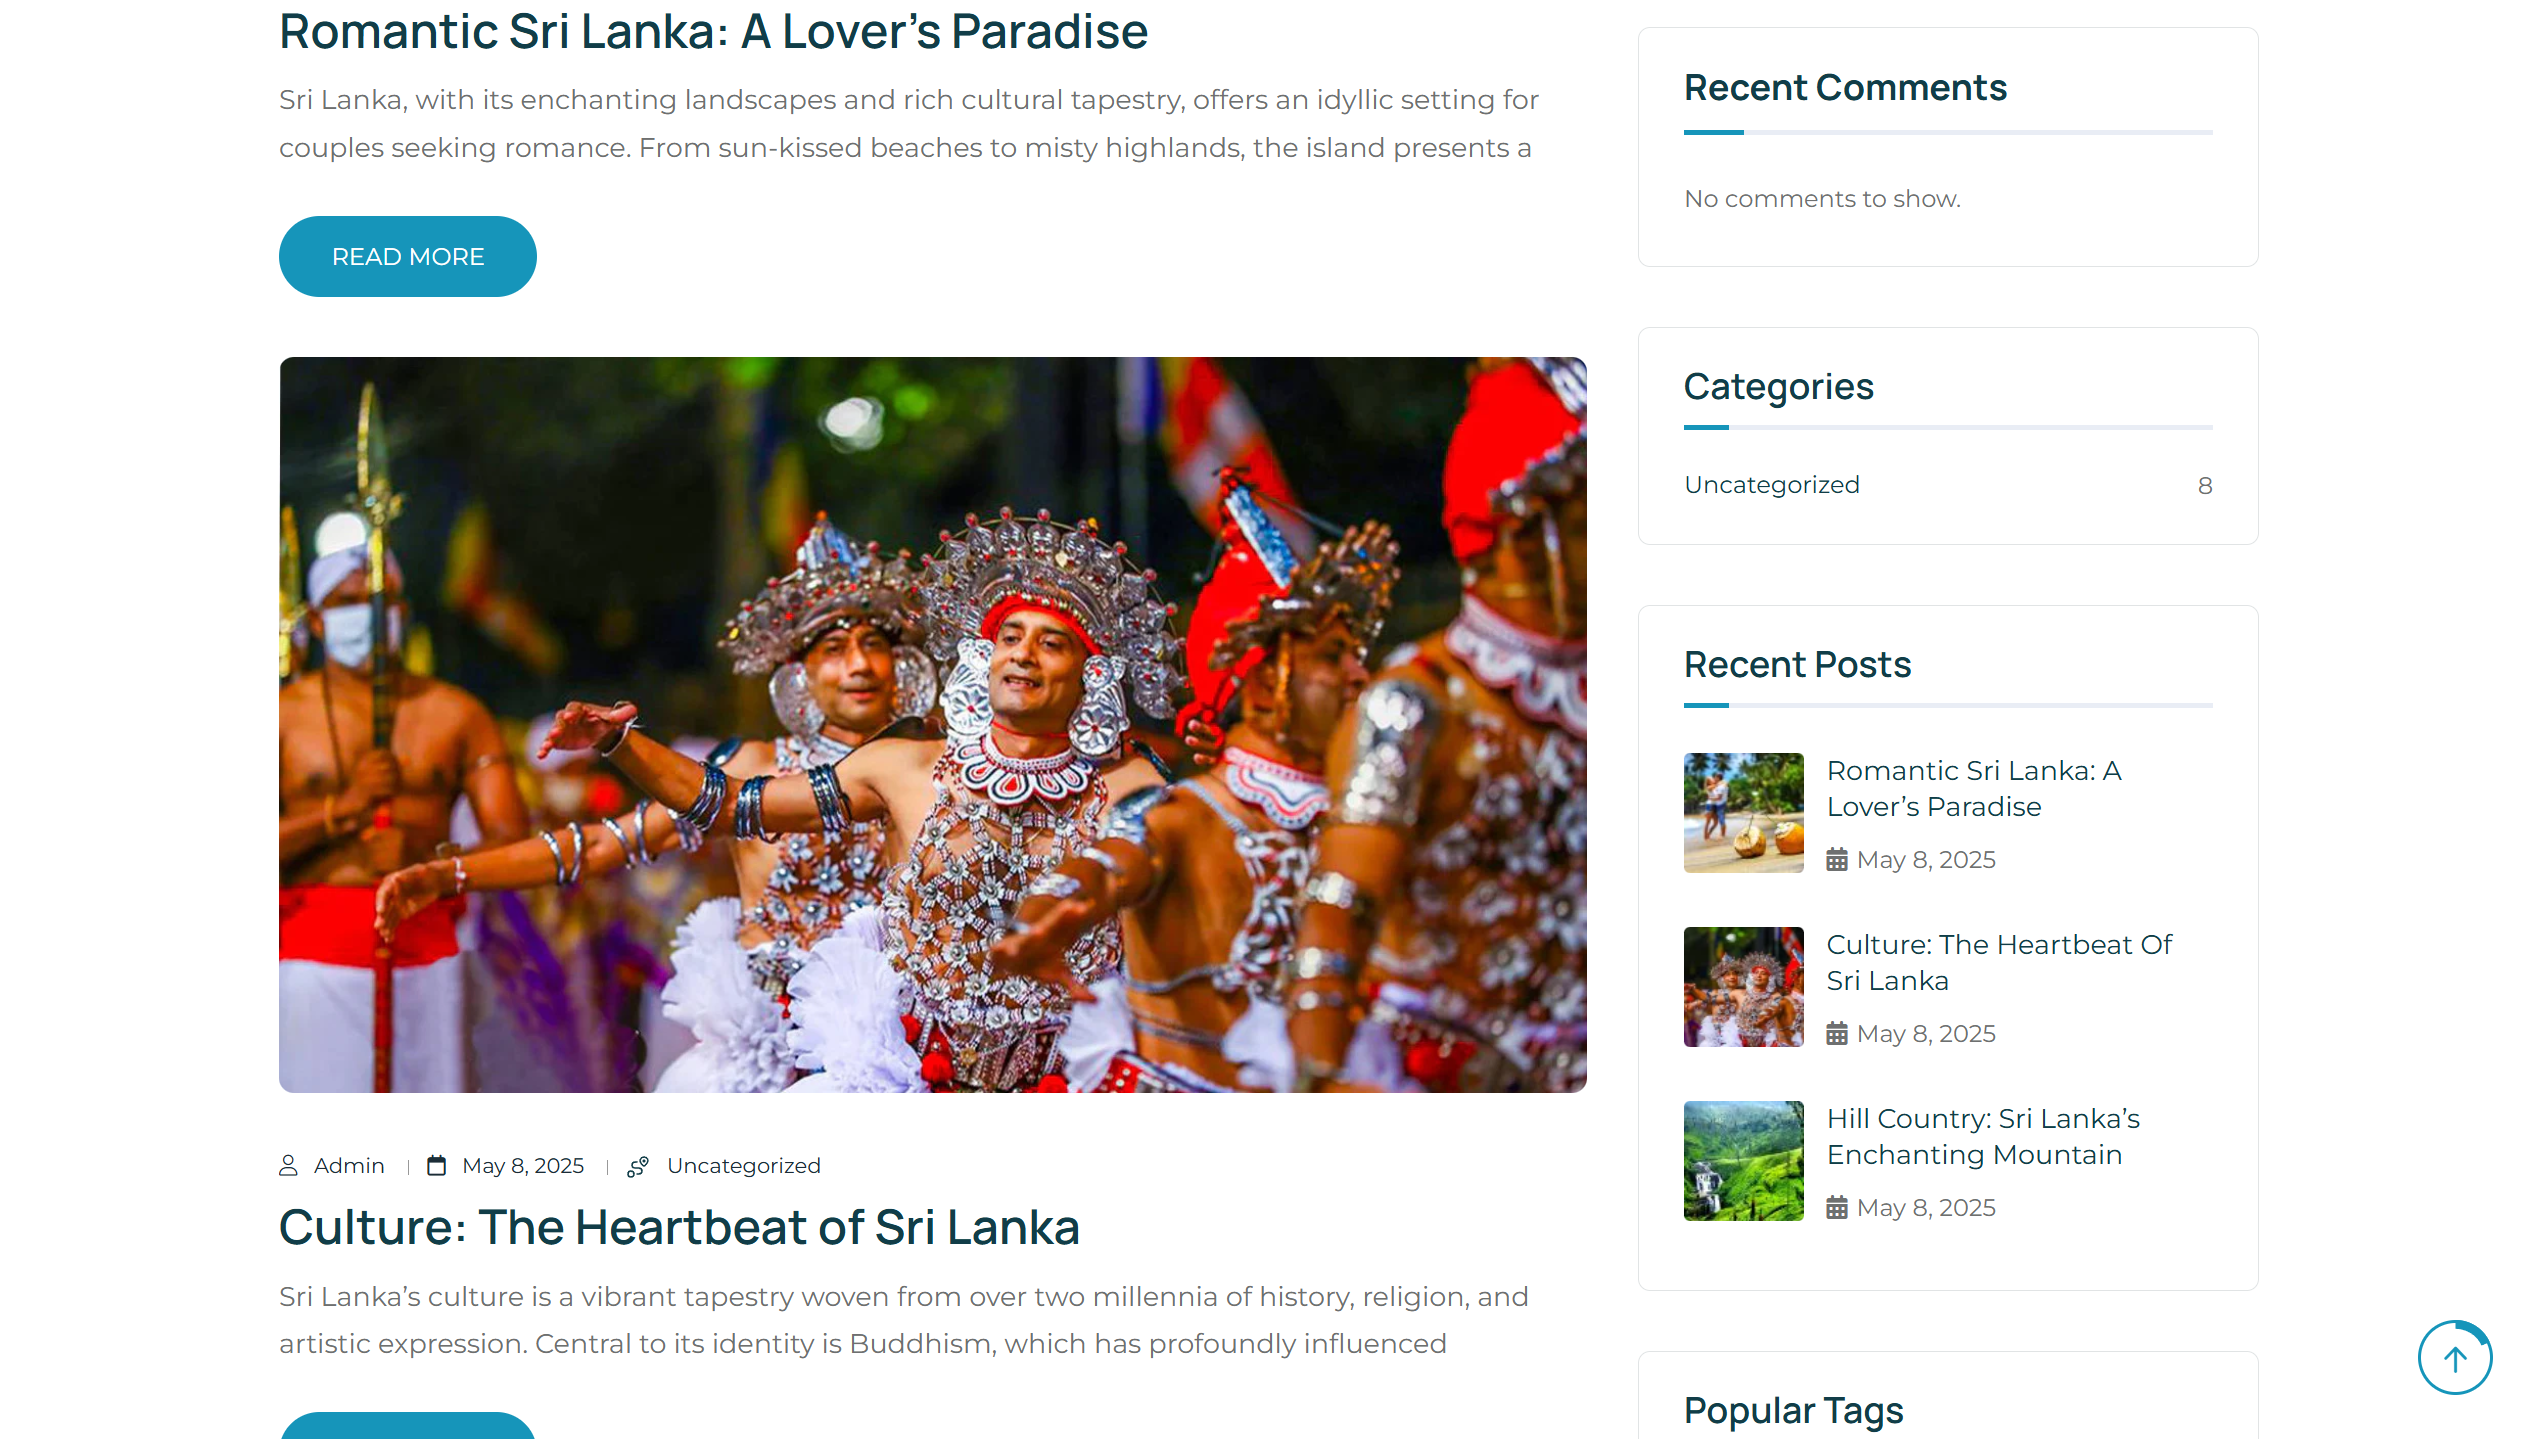 Romantic Sri Lanka: A Lover’s Paradise
Sri Lanka, with its enchanting landscapes and rich cultural tapestry, offers an idyllic setting for
couples seeking romance. From sun-kissed beaches to misty highlands, the island presents a
READ MORE
Admin
May 8, 2025
Uncategorized
Culture: The Heartbeat of Sri Lanka
Sri Lanka’s culture is a vibrant tapestry woven from over two millennia of history, religion, and
artistic expression. Central to its identity is Buddhism, which has profoundly influenced
Recent Comments
No comments to show.
Categories
Uncategorized 8
Recent Posts
Romantic Sri Lanka: A
Lover’s Paradise
May 8, 2025
Culture: The Heartbeat Of
Sri Lanka
May 8, 2025
Hill Country: Sri Lanka’s
Enchanting Mountain
May 8, 2025
Popular Tags